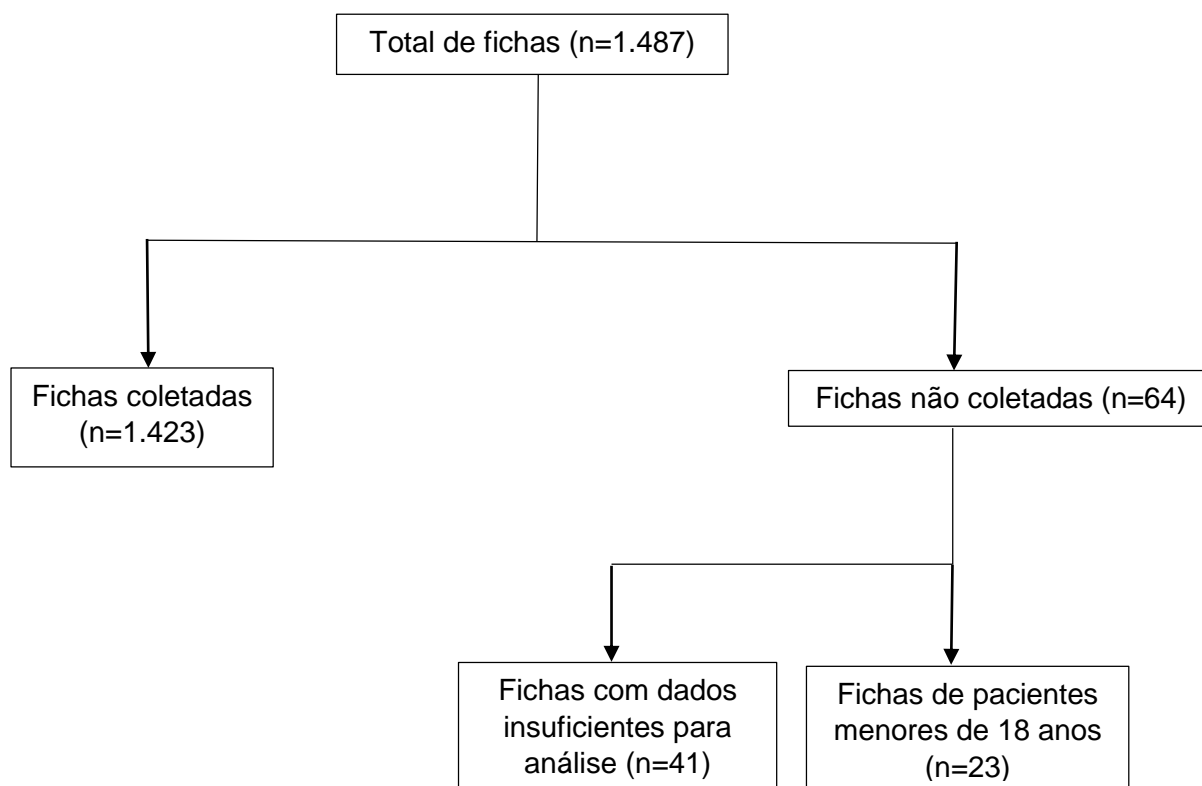 Total de fichas (n=1.487)
Fichas coletadas
(n=1.423)
Fichas não coletadas (n=64)
Fichas com dados
insuficientes para
análise (n=41)
Fichas de pacientes
menores de 18 anos
(n=23)